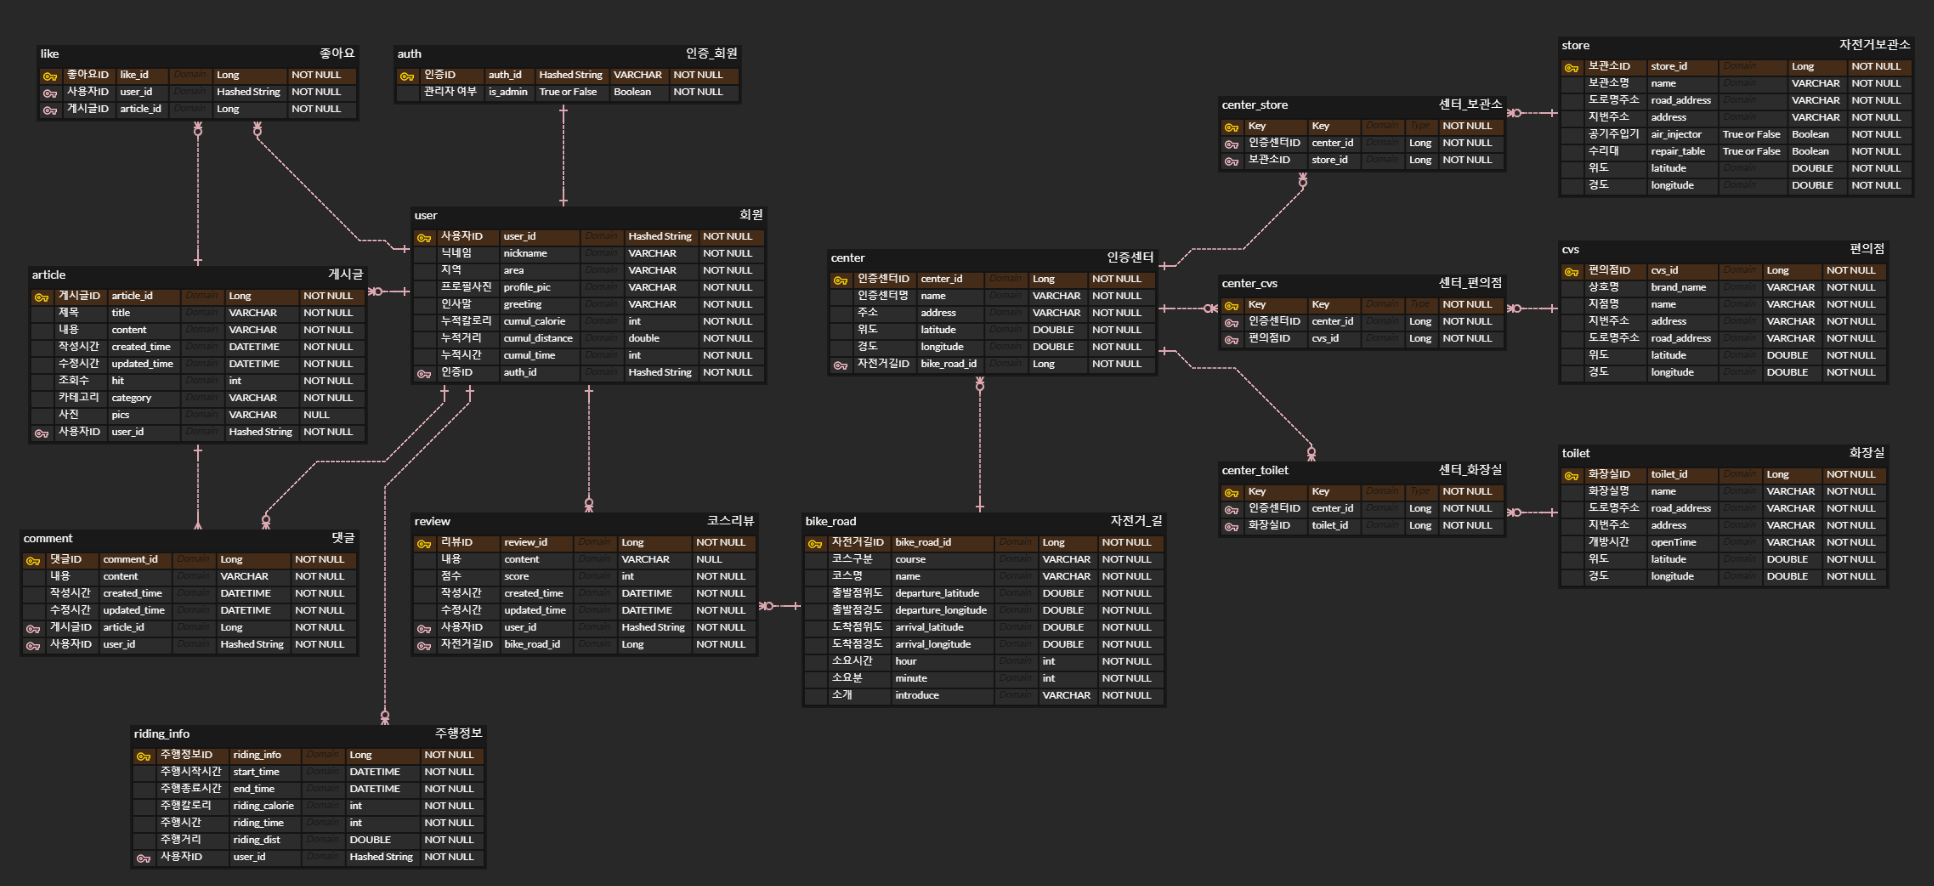 like 좋아요
좋아요ID like_id Domain Long NOT NULL
사용자ID user_id Domain Hashed String NOT NULL
게시글ID article_id Domain Long NOT NULL
auth 인증_회원
인증ID auth_id Hashed String VARCHAR NOT NULL
관리자 여부 is_admin True or False Boolean NOT NULL
user 회원
사용자ID user_id Domain Hashed String NOT NULL
닉네임 nickname Domain VARCHAR NOT NULL
지역 area Domain VARCHAR NOT NULL
프로필사진 profile_pic Domain VARCHAR NOT NULL
인사말 greeting Domain VARCHAR NOT NULL
누적칼로리 cumul_calorie Domain int NOT NULL
누적거리 cumul_distance Domain double NOT NULL
누적시간 cumul_time Domain int NOT NULL
인증ID auth_id Domain Hashed String NOT NULL
article 게시글
게시글ID article_id Domain Long NOT NULL
제목 title Domain VARCHAR NOT NULL
내용 content Domain VARCHAR NOT NULL
작성시간 created_time Domain DATETIME NOT NULL
수정시간 updated_time Domain DATETIME NOT NULL
조회수 hit Domain int NOT NULL
카테고리 category Domain VARCHAR NOT NULL
사진 pics Domain VARCHAR NULL
사용자ID user_id Domain Hashed String NOT NULL
comment 댓글
댓글ID comment_id Domain Long NOT NULL
내용 content Domain VARCHAR NOT NULL
작성시간 created_time Domain DATETIME NOT NULL
수정시간 updated_time Domain DATETIME NOT NULL
게시글ID article_id Domain Long NOT NULL
사용자ID user_id Domain Hashed String NOT NULL
review 코스리뷰
리뷰ID review_id Domain Long NOT NULL
내용 content Domain VARCHAR NULL
점수 score Domain int NOT NULL
작성시간 created_time Domain DATETIME NOT NULL
수정시간 updated_time Domain DATETIME NOT NULL
사용자ID user_id Domain Hashed String NOT NULL
자전거길ID bike_road_id Domain Long NOT NULL
riding_info 주행정보
주행정보ID riding_info Domain Long NOT NULL
주행시작시간 start_time Domain DATETIME NOT NULL
주행종료시간 end_time Domain DATETIME NOT NULL
주행칼로리 riding_calorie Domain int NOT NULL
주행시간 riding_time Domain int NOT NULL
주행거리 riding_dist Domain DOUBLE NOT NULL
사용자ID user_id Domain Hashed String NOT NULL
center 인증센터
인증센터ID center_id Domain Long NOT NULL
인증센터명 name Domain VARCHAR NOT NULL
주소 address Domain VARCHAR NOT NULL
위도 latitude Domain DOUBLE NOT NULL
경도 longitude Domain DOUBLE NOT NULL
자전거길ID bike_road_id Domain Long NOT NULL
bike_road 자전거_길
자전거길ID bike_road_id Domain Long NOT NULL
코스구분 course Domain VARCHAR NOT NULL
코스명 name Domain VARCHAR NOT NULL
출발점위도 departure_latitude Domain DOUBLE NOT NULL
출발점경도 departure_longitude Domain DOUBLE NOT NULL
도착점위도 arrival_latitude Domain DOUBLE NOT NULL
도착점경도 arrival_longitude Domain DOUBLE NOT NULL
소요시간 hour Domain int NOT NULL
소요분 minute Domain int NOT NULL
소개 introduce Domain VARCHAR NOT NULL
center_store 센터_보관소
Key Key Domain Type NOT NULL
인증센터ID center_id Domain Long NOT NULL
보관소ID store_id Domain Long NOT NULL
center_cvs 센터_편의점
Key Key Domain Type NOT NULL
인증센터ID center_id Domain Long NOT NULL
편의점ID cvs_id Domain Long NOT NULL
center_toilet 센터_화장실
Key Key Domain Type NOT NULL
인증센터ID center_id Domain Long NOT NULL
화장실ID toilet_id Domain Long NOT NULL
store 자전거보관소
보관소ID store_id Domain Long NOT NULL
보관소명 name Domain VARCHAR NOT NULL
도로명주소 road_address Domain VARCHAR NOT NULL
지번주소 address Domain VARCHAR NOT NULL
공기주입기 air_injector True or False Boolean NOT NULL
수리대 repair_table True or False Boolean NOT NULL
위도 latitude Domain DOUBLE NOT NULL
경도 longitude Domain DOUBLE NOT NULL
cvs 편의점
편의점ID cvs_id Domain Long NOT NULL
상호명 brand_name Domain VARCHAR NOT NULL
지점명 name Domain VARCHAR NOT NULL
지번주소 address Domain VARCHAR NOT NULL
도로명주소 road_address Domain VARCHAR NOT NULL
위도 latitude Domain DOUBLE NOT NULL
경도 longitude Domain DOUBLE NOT NULL
toilet 화장실
화장실ID toilet_id Domain Long NOT NULL
화장실명 name Domain VARCHAR NOT NULL
도로명주소 road_address Domain VARCHAR NOT NULL
지번주소 address Domain VARCHAR NOT NULL
개방시간 openTime Domain VARCHAR NOT NULL
위도 latitude Domain DOUBLE NOT NULL
경도 longitude Domain DOUBLE NOT NULL